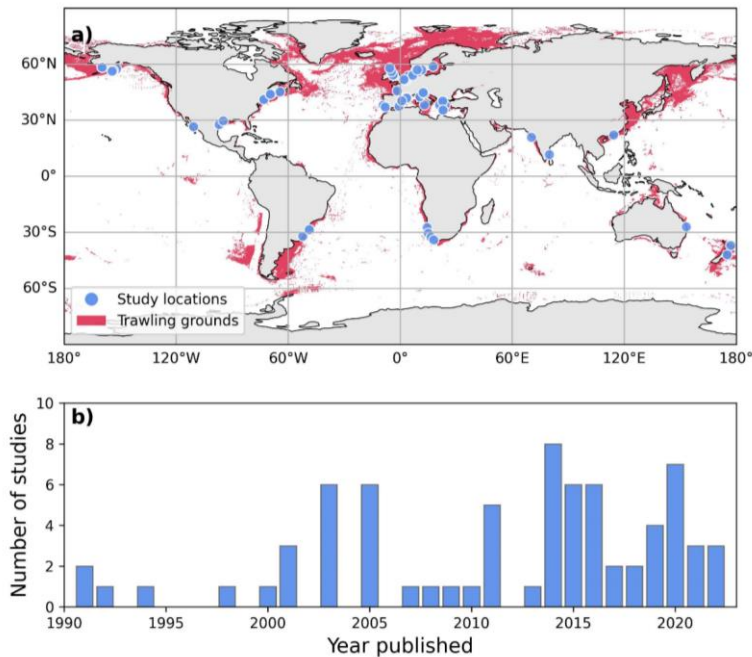 a)
60°N
30°N
0°
30°S
60°S
Study locations
Trawling grounds
180° 120°W 60°W 0° 60°E 120°E 180°
b)
10
8
6
4
2
0
Number of studies
1990 1995 2000 2005 2010 2015 2020
Year published